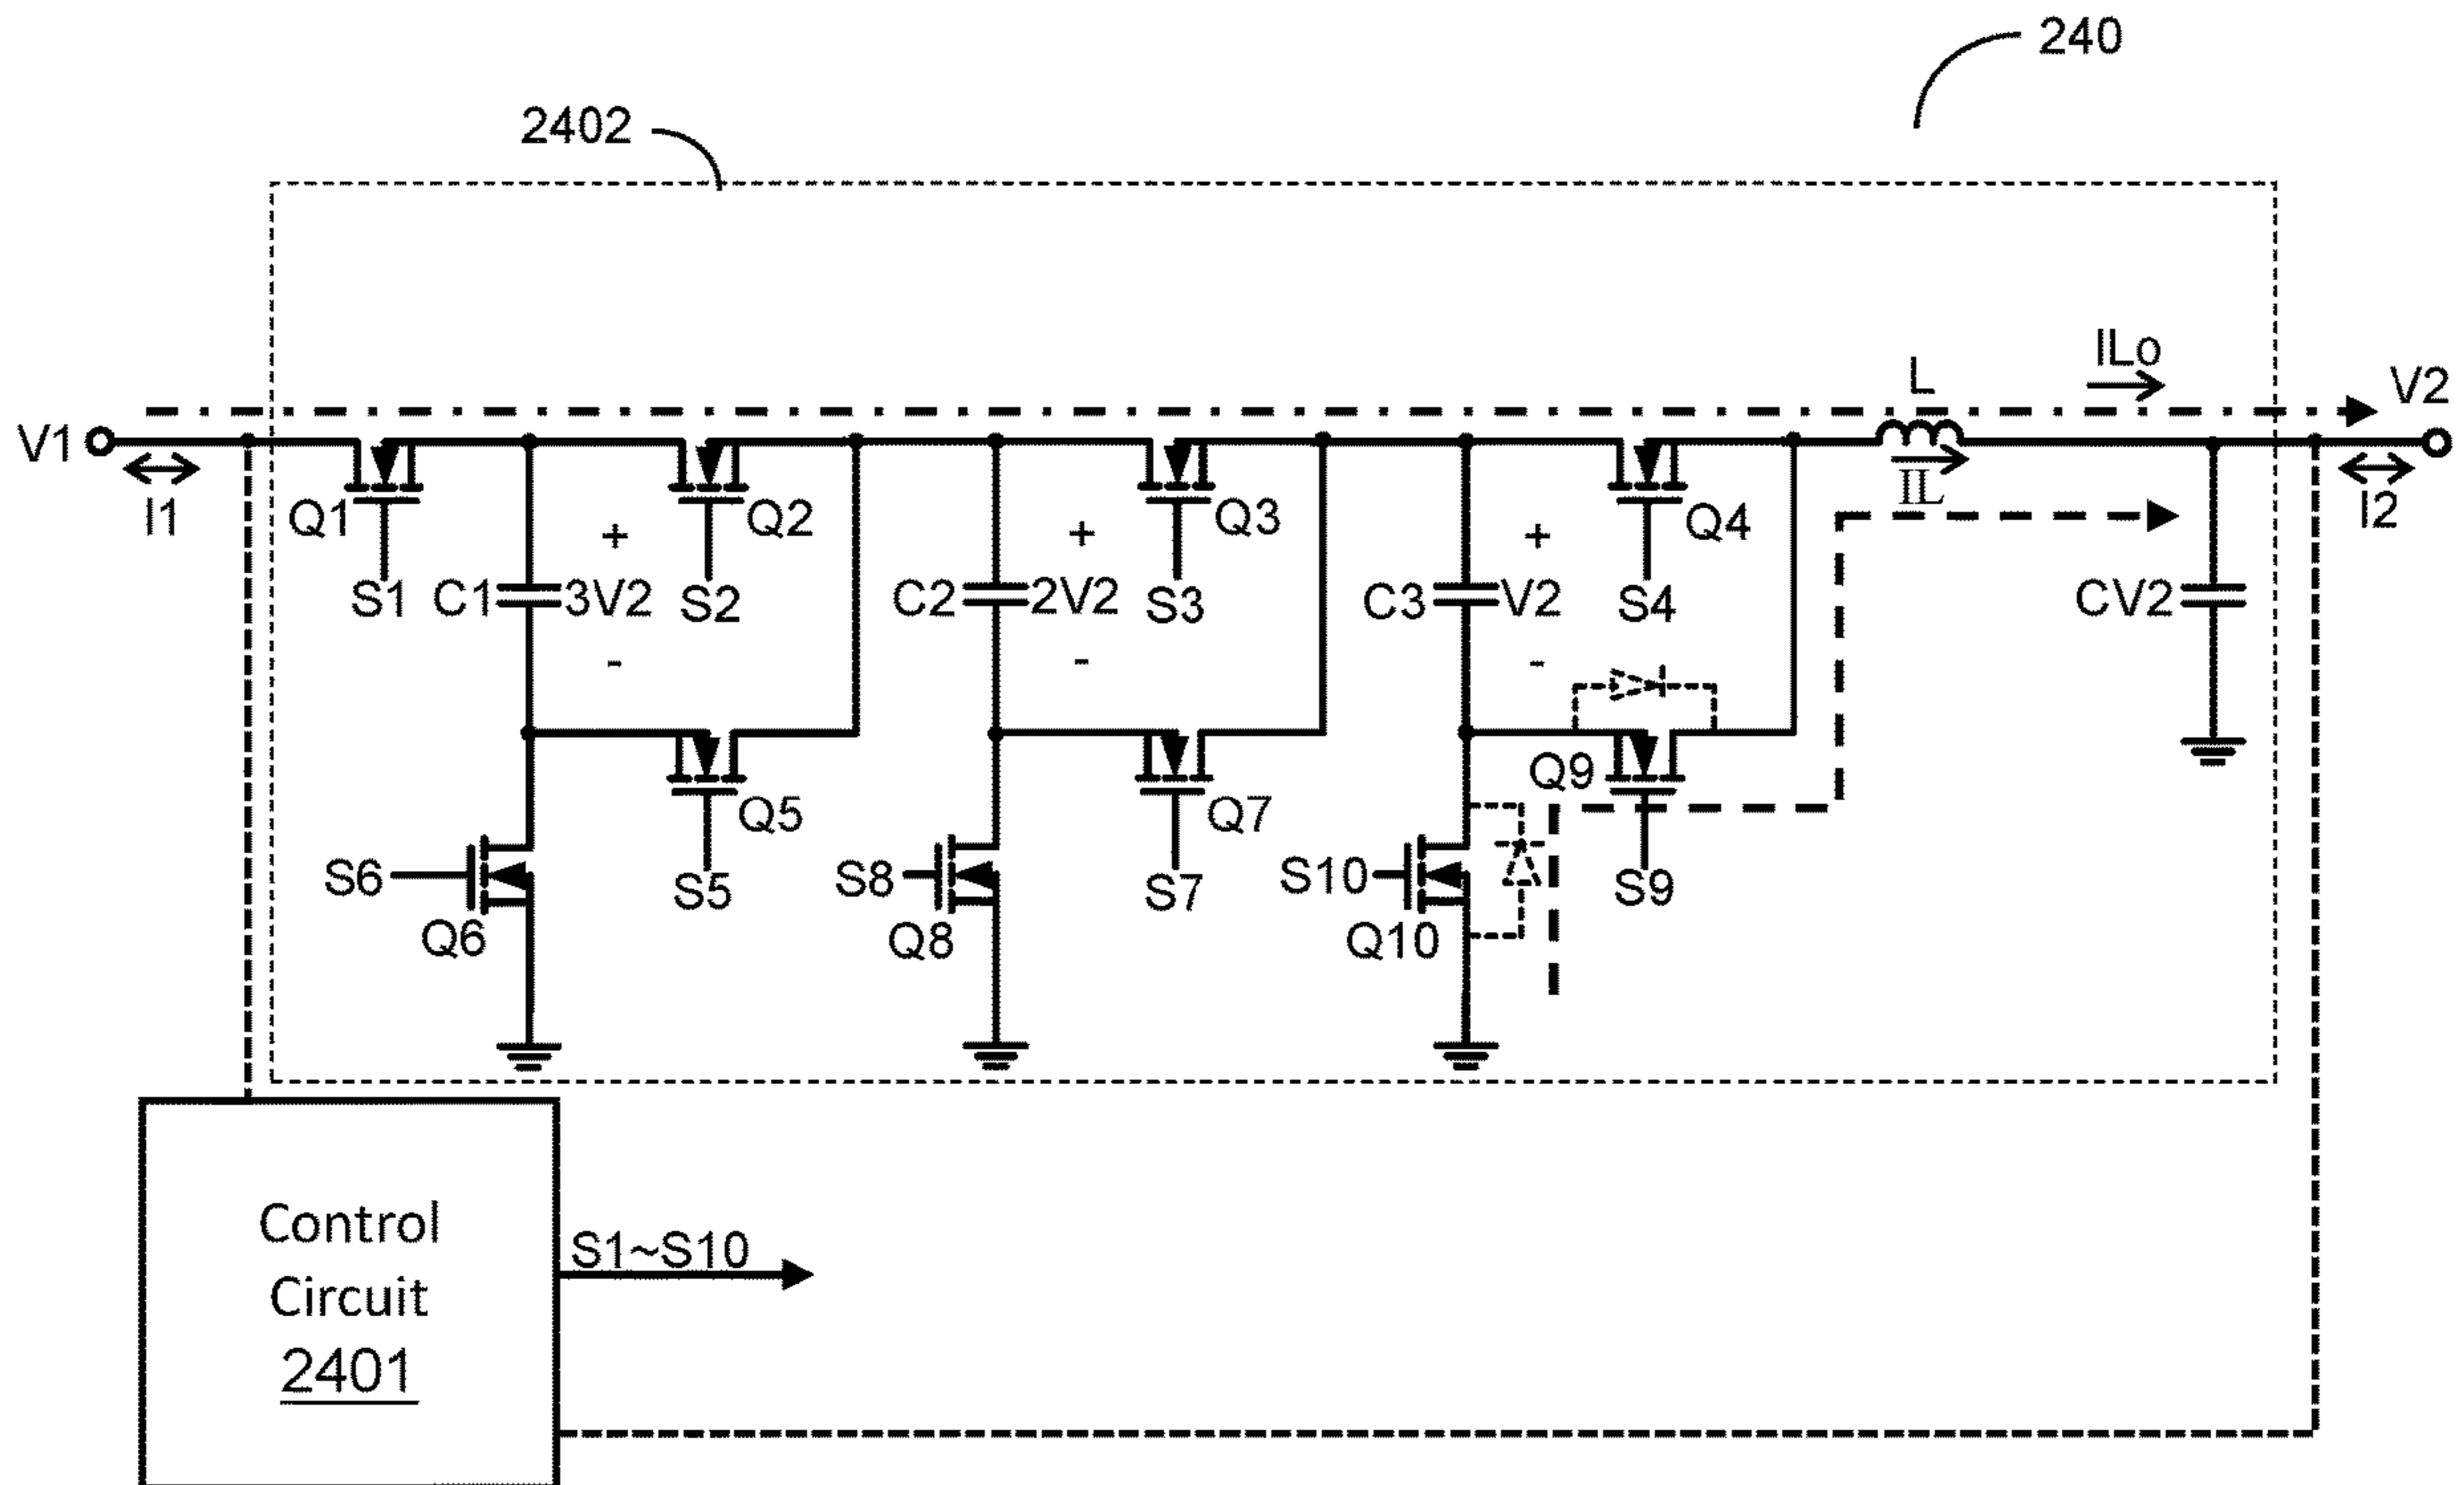 240
2402
ILo
L
V2
V1
I1
IL
I2
Q1
Q2
Q3
Q4
S1
C1
+
3V2
-
S2
C2
+
2V2
-
S3
C3
+
V2
-
S4
CV2
Q5
Q7
Q9
S6
S5
S8
S7
S10
S9
Q6
Q8
Q10
Control
Circuit
2401
S1~S10